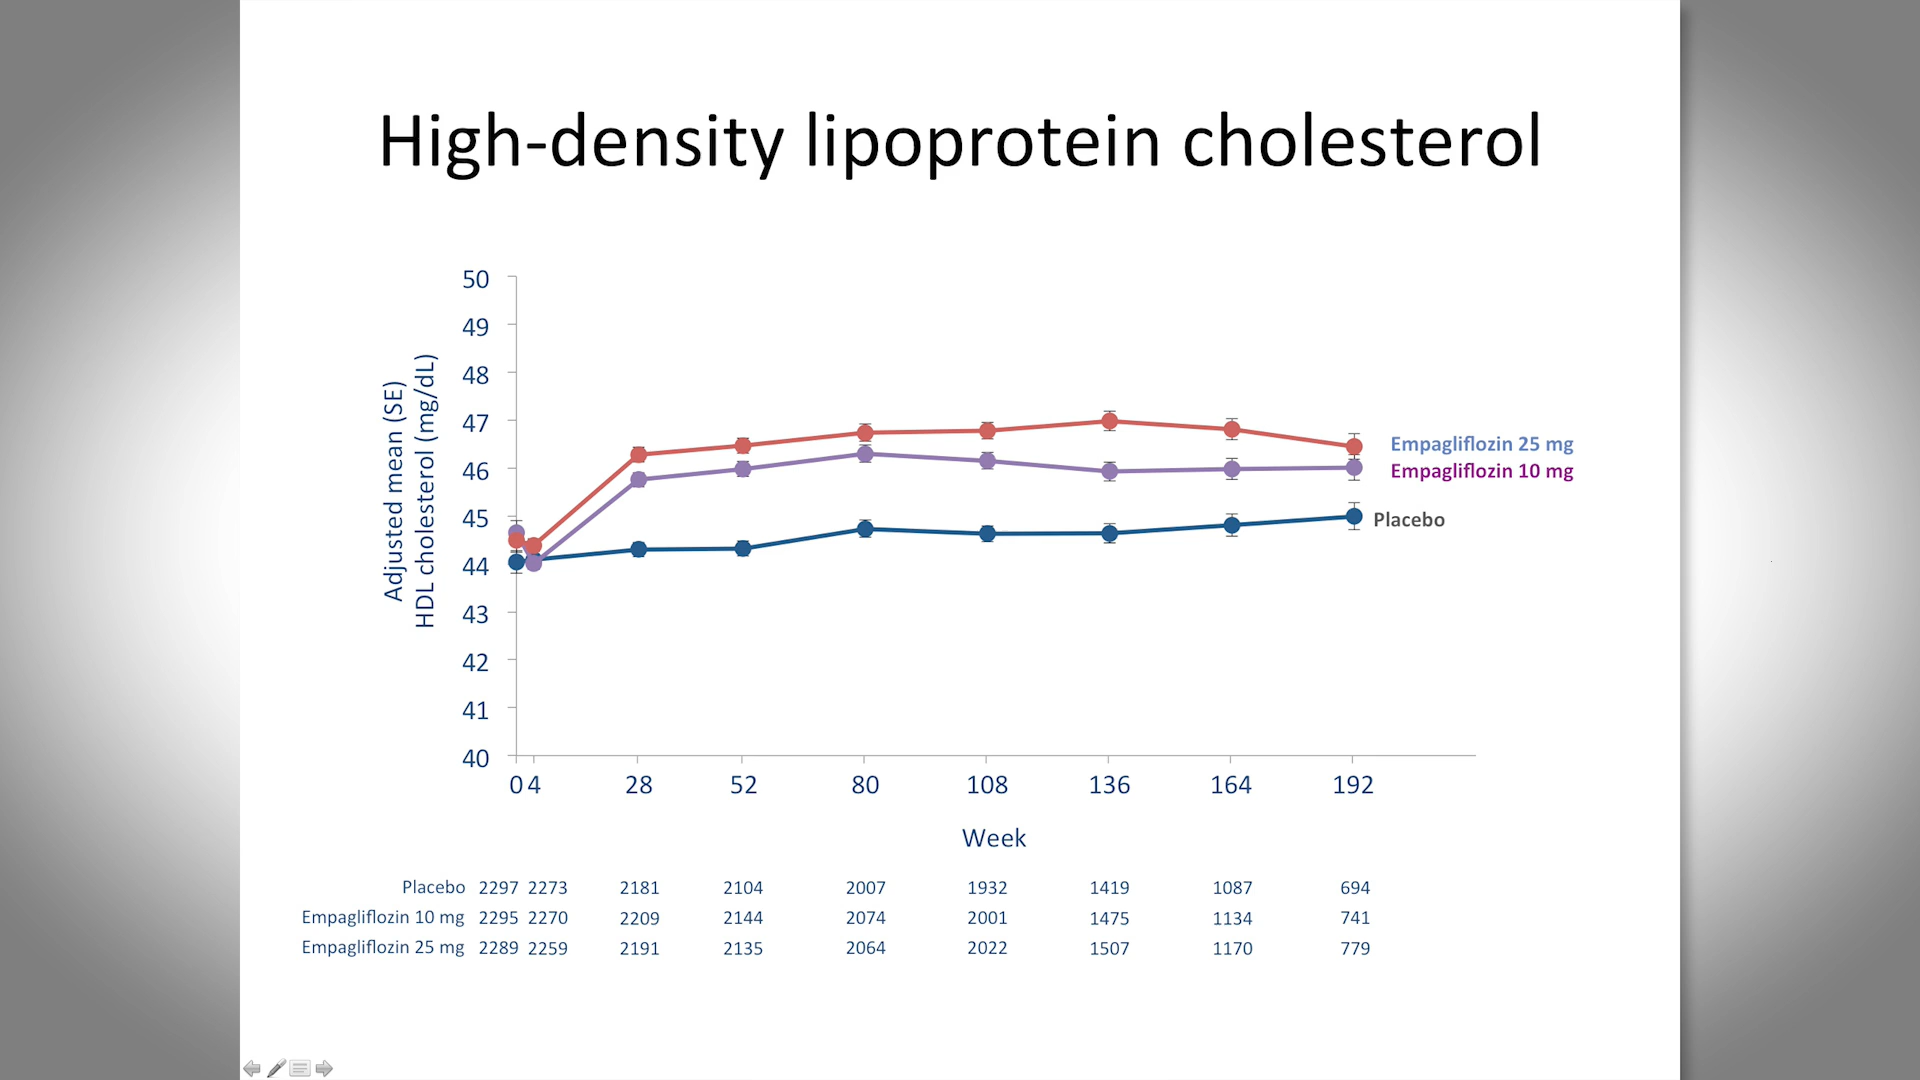 High-density lipoprotein cholesterol
50
49
48
47
46
45
44
43
42
41
40
Adjusted mean (SE)
HDL cholesterol (mg/dL)
Empagliflozin 25 mg
Empagliflozin 10 mg
Placebo
0 4 28 52 80 108 136 164 192
Week
Placebo 2297 2273 2181 2104 2007 1932 1419 1087 694
Empagliflozin 10 mg 2295 2270 2209 2144 2074 2001 1475 1134 741
Empagliflozin 25 mg 2289 2259 2191 2135 2064 2022 1507 1170 779